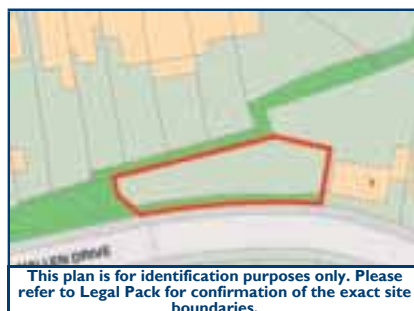 HALLEN DRIVE
This plan is for identification purposes only. Please
refer to Legal Pack for confirmation of the exact site
boundaries.